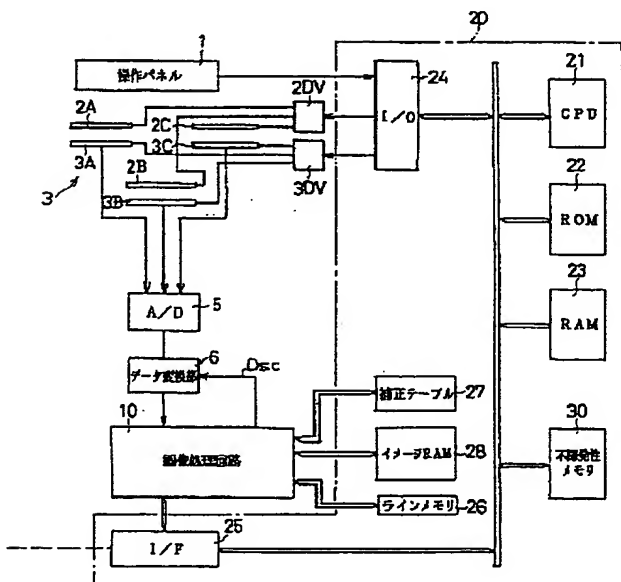 20
1
操作パネル
24
I/O
21
CPU
2A
2C
2DV
3A
3C
3
2B
3B
3DV
22
ROM
23
RAM
A/D
5
6
データ変換部
Dsc
10
画像処理回路
補正テーブル
27
イメージRAM
28
ラインメモリ
26
30
不揮発性
メモリ
25
I/F